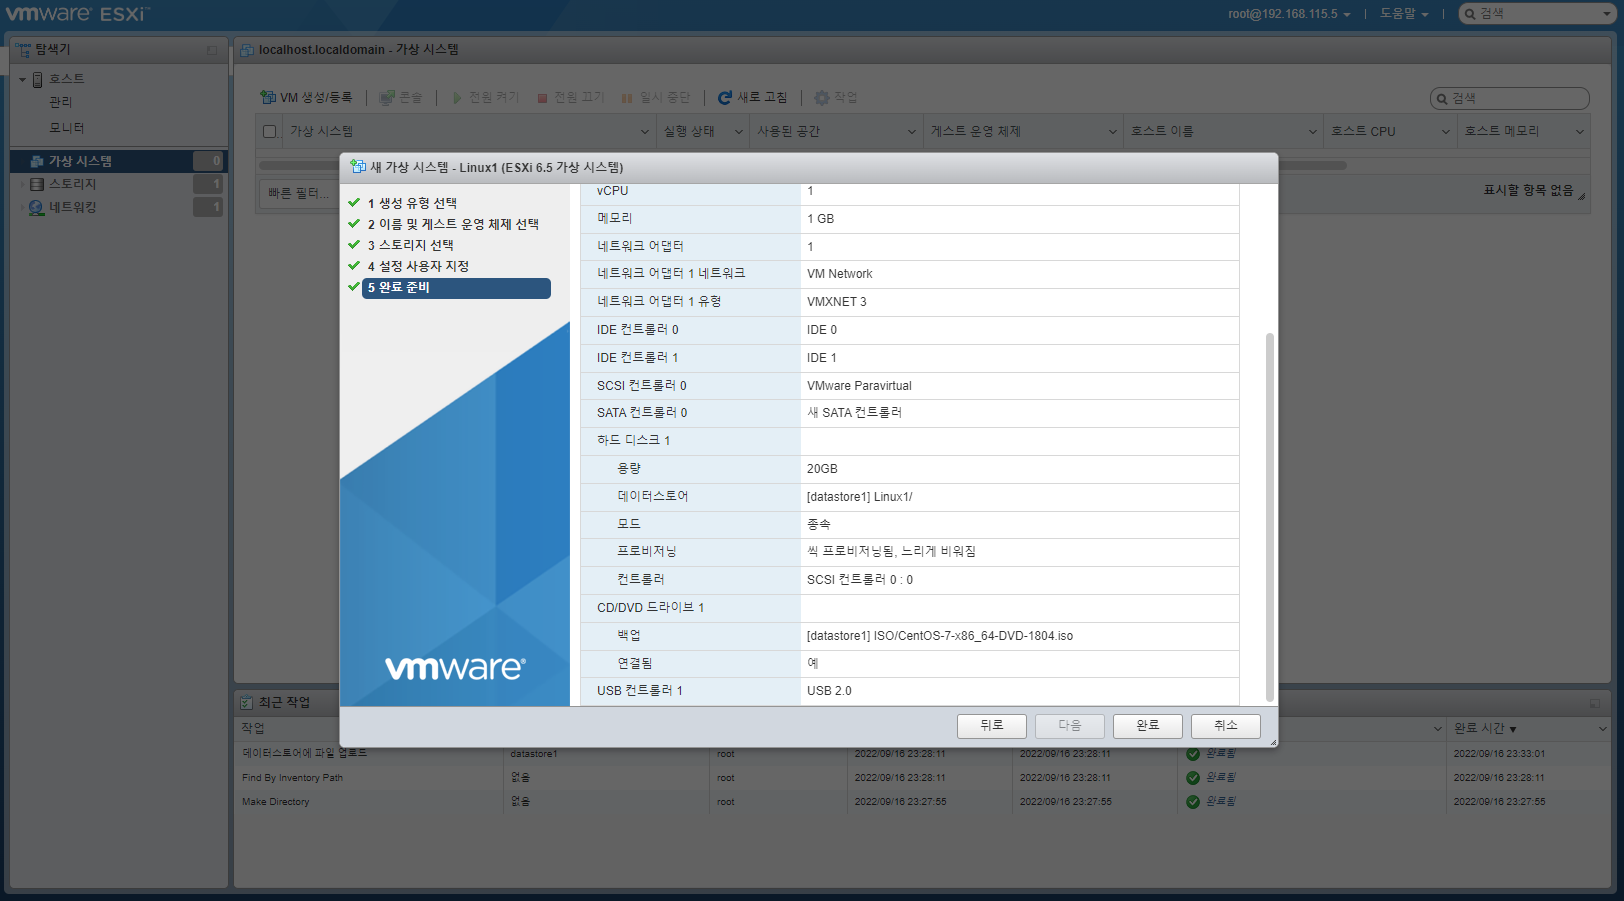 vmware ESXi™
root@192.168.115.5
도움말
검색
탐색기
호스트
관리
모니터
가상 시스템 0
스토리지 1
네트워킹 1
localhost.localdomain - 가상 시스템
VM 생성/등록
콘솔
전원 켜기
전원 끄기
일시 중단
새로 고침
작업
검색
가상 시스템 실행 상태 사용된 공간 게스트 운영 체제 호스트 이름 호스트 CPU 호스트 메모리
빠른 필터...
표시할 항목 없음
새 가상 시스템 - Linux1 (ESXi 6.5 가상 시스템)
1 생성 유형 선택
2 이름 및 게스트 운영 체제 선택
3 스토리지 선택
4 설정 사용자 지정
5 완료 준비
vmware®
vCPU 1
메모리 1 GB
네트워크 어댑터 1
네트워크 어댑터 1 네트워크 VM Network
네트워크 어댑터 1 유형 VMXNET 3
IDE 컨트롤러 0 IDE 0
IDE 컨트롤러 1 IDE 1
SCSI 컨트롤러 0 VMware Paravirtual
SATA 컨트롤러 0 새 SATA 컨트롤러
하드 디스크 1
용량 20GB
데이터스토어 [datastore1] Linux1/
모드 종속
프로비저닝 씩 프로비저닝됨, 느리게 비워짐
컨트롤러 SCSI 컨트롤러 0 : 0
CD/DVD 드라이브 1
백업 [datastore1] ISO/CentOS-7-x86_64-DVD-1804.iso
연결됨 예
USB 컨트롤러 1 USB 2.0
뒤로 다음 완료 취소
최근 작업
작업 완료 시간 ▼
데이터스토어에 파일 업로드 datastore1 root 2022/09/16 23:28:11 2022/09/16 23:28:11 완료됨 2022/09/16 23:33:01
Find By Inventory Path 없음 root 2022/09/16 23:28:11 2022/09/16 23:28:11 완료됨 2022/09/16 23:28:11
Make Directory 없음 root 2022/09/16 23:27:55 2022/09/16 23:27:55 완료됨 2022/09/16 23:27:55